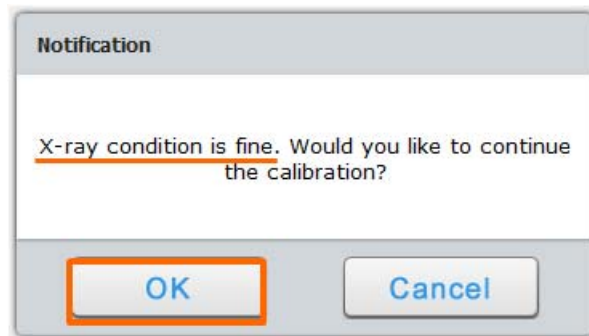 Notification
X-ray condition is fine. Would you like to continue
the calibration?
OK
Cancel